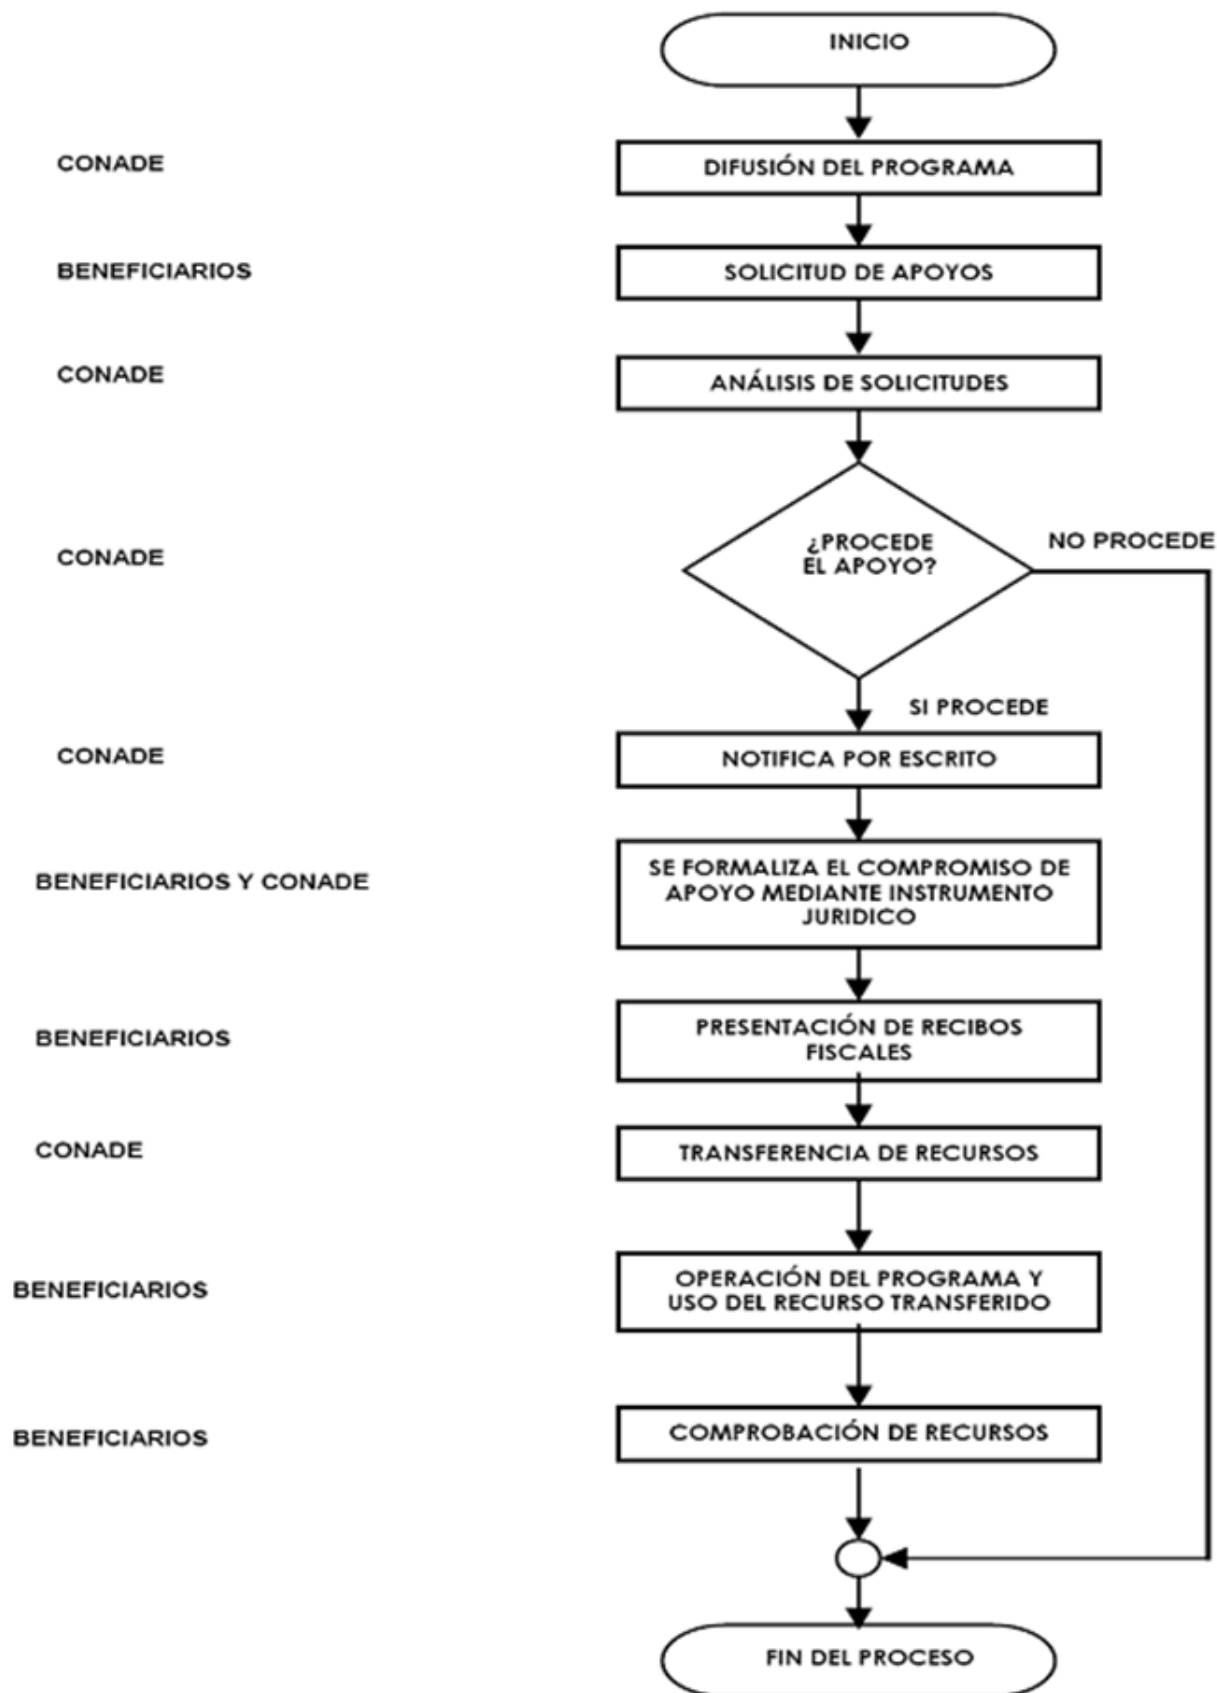 INICIO
CONADE
DIFUSIÓN DEL PROGRAMA
BENEFICIARIOS
SOLICITUD DE APOYOS
CONADE
ANÁLISIS DE SOLICITUDES
CONADE
¿PROCEDE
EL APOYO?
NO PROCEDE
SI PROCEDE
CONADE
NOTIFICA POR ESCRITO
BENEFICIARIOS Y CONADE
SE FORMALIZA EL COMPROMISO DE
APOYO MEDIANTE INSTRUMENTO
JURIDICO
BENEFICIARIOS
PRESENTACIÓN DE RECIBOS
FISCALES
CONADE
TRANSFERENCIA DE RECURSOS
BENEFICIARIOS
OPERACIÓN DEL PROGRAMA Y
USO DEL RECURSO TRANSFERIDO
BENEFICIARIOS
COMPROBACIÓN DE RECURSOS
FIN DEL PROCESO